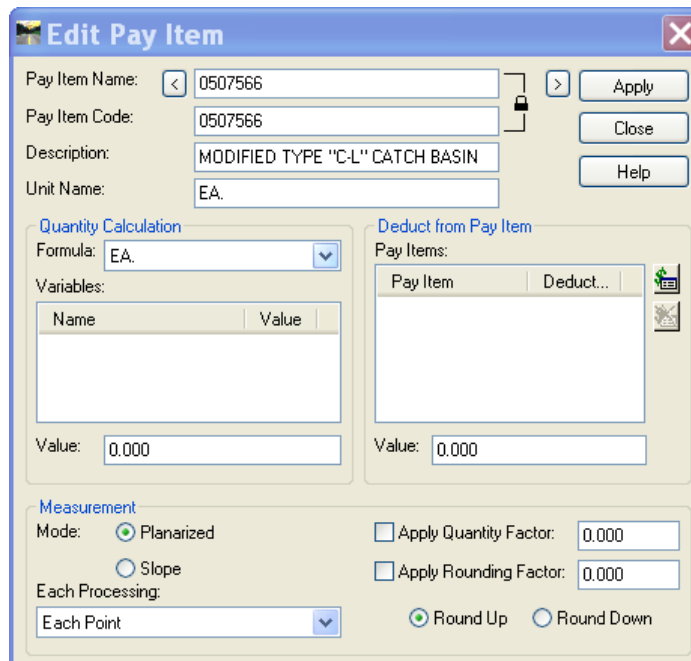 Edit Pay Item
Pay Item Name: < 0507566 > Apply
Pay Item Code: 0507566
Close
Description: MODIFIED TYPE "C-L" CATCH BASIN
Help
Unit Name: EA.
Quantity Calculation
Formula: EA.
Variables:
Name Value
Value: 0.000
Deduct from Pay Item
Pay Items:
Pay Item Deduct...
Value: 0.000
Measurement
Mode: Planarized
Slope
Each Processing:
Each Point
Apply Quantity Factor: 0.000
Apply Rounding Factor: 0.000
Round Up Round Down